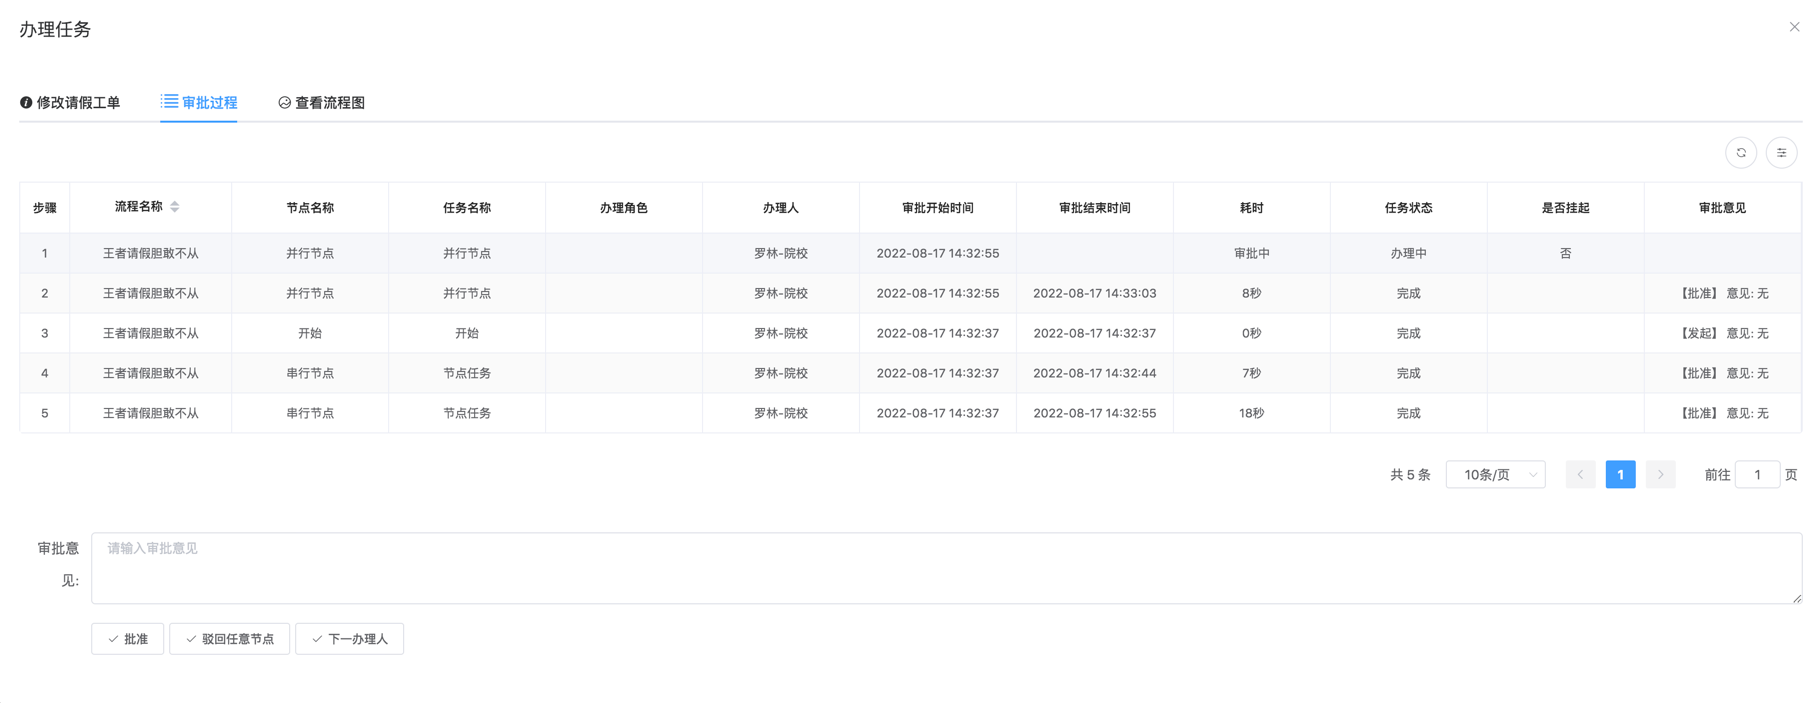 办理任务
修改请假工单 审批过程 查看流程图
步骤 流程名称 节点名称 任务名称 办理角色 办理人 审批开始时间 审批结束时间 耗时 任务状态 是否挂起 审批意见
1 王者请假胆敢不从 并行节点 并行节点 罗林-院校 2022-08-17 14:32:55 审批中 办理中 否
2 王者请假胆敢不从 并行节点 并行节点 罗林-院校 2022-08-17 14:32:55 2022-08-17 14:33:03 8秒 完成 【批准】 意见: 无
3 王者请假胆敢不从 开始 开始 罗林-院校 2022-08-17 14:32:37 2022-08-17 14:32:37 0秒 完成 【发起】 意见: 无
4 王者请假胆敢不从 串行节点 节点任务 罗林-院校 2022-08-17 14:32:37 2022-08-17 14:32:44 7秒 完成 【批准】 意见: 无
5 王者请假胆敢不从 串行节点 节点任务 罗林-院校 2022-08-17 14:32:37 2022-08-17 14:32:55 18秒 完成 【批准】 意见: 无
共 5 条 10条/页 1 前往 1 页
审批意见: 请输入审批意见
批准 驳回任意节点 下一办理人